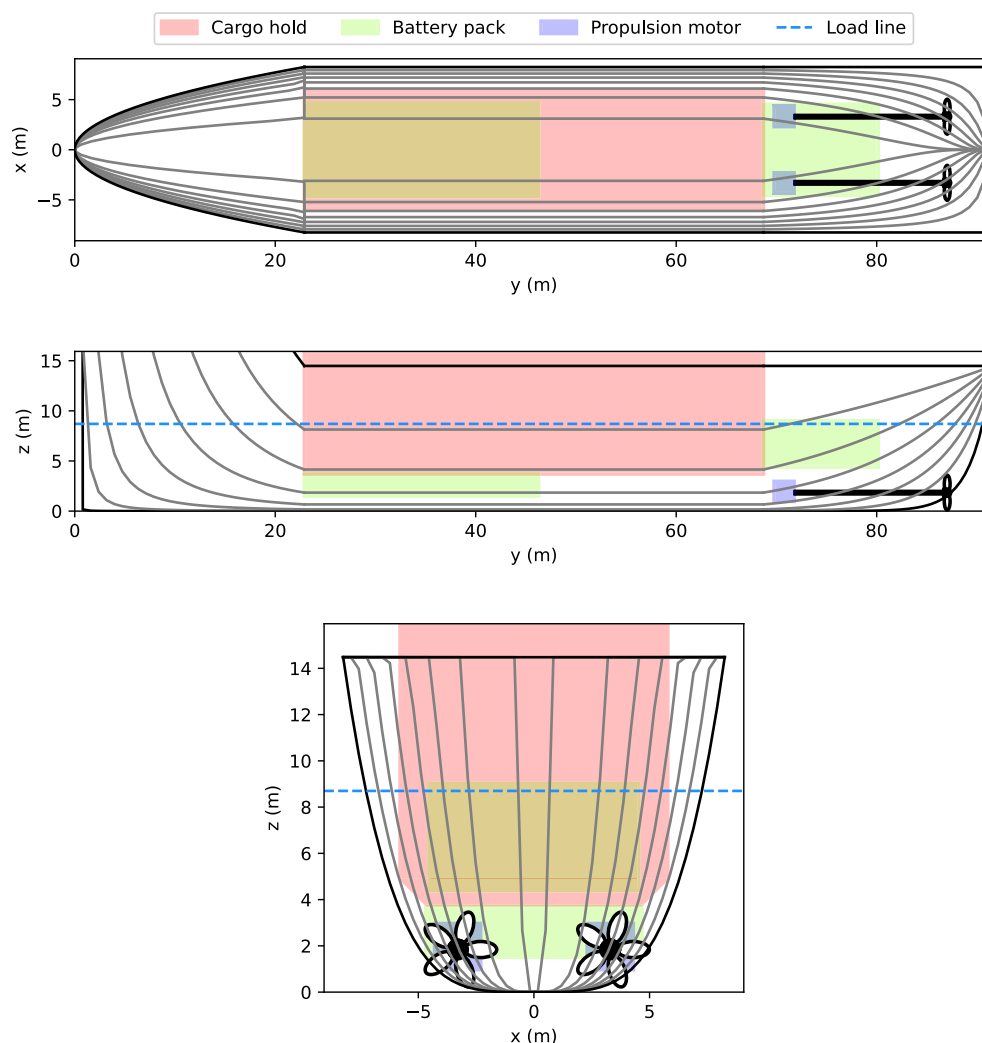 Cargo hold Battery pack Propulsion motor Load line
5
0
−5
x (m)
0 20 40 60 80
y (m)
15
10
5
0
z (m)
0 20 40 60 80
y (m)
14
12
10
8
6
4
2
0
z (m)
−5 0 5
x (m)